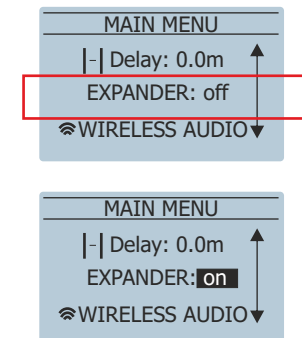 MAIN MENU
|-| Delay: 0.0m
EXPANDER: off
WIRELESS AUDIO
MAIN MENU
|-| Delay: 0.0m
EXPANDER: on
WIRELESS AUDIO